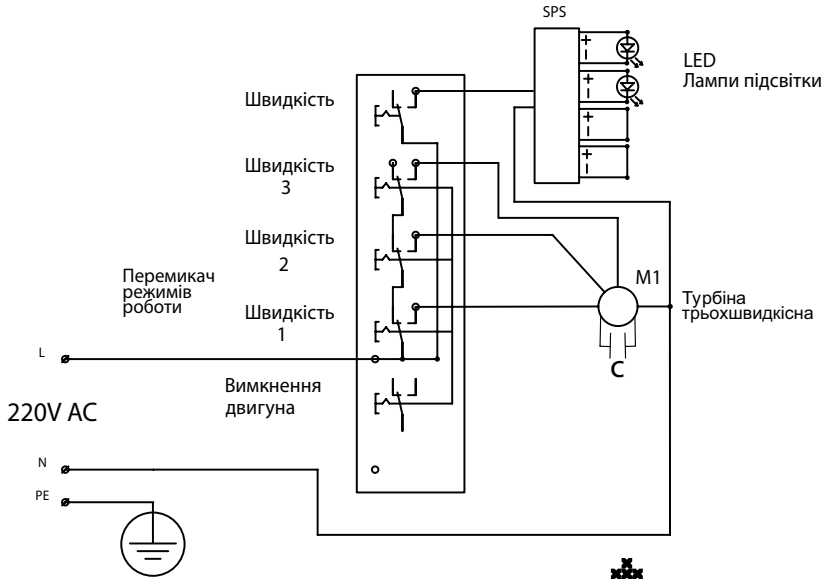 SPS
LED
Лампи підсвітки
Швидкість
Швидкість
3
Швидкість
2
Перемикач
режимів
роботи
Швидкість
1
M1
Турбіна
трьохшвидкісна
C
L
Вимкнення
двигуна
220V AC
N
PE
+
–
+
–
+
–
+
–
x
xxx